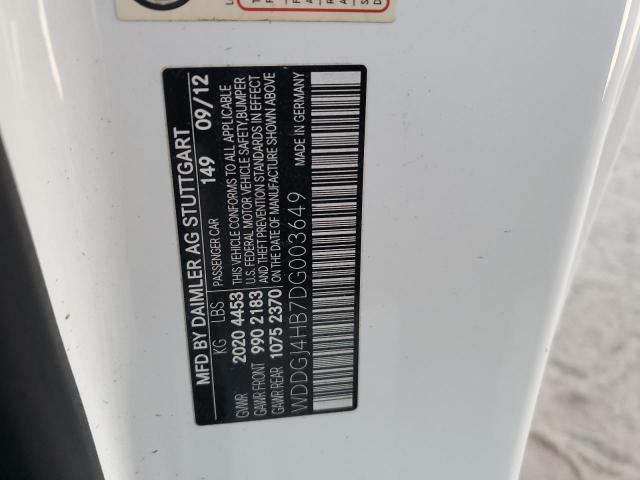 MFD BY DAIMLER AG STUTTGART
149 09/12
KG LBS PASSENGER CAR
GVWR 2020 4453 THIS VEHICLE CONFORMS TO ALL APPLICABLE
GAWR FRONT 990 2183 U.S. FEDERAL MOTOR VEHICLE SAFETY,BUMPER
GAWR REAR 1075 2370 AND THEFT PREVENTION STANDARDS IN EFFECT
ON THE DATE OF MANUFACTURE SHOWN ABOVE
WDDGJ4HB7DG003649 MADE IN GERMANY